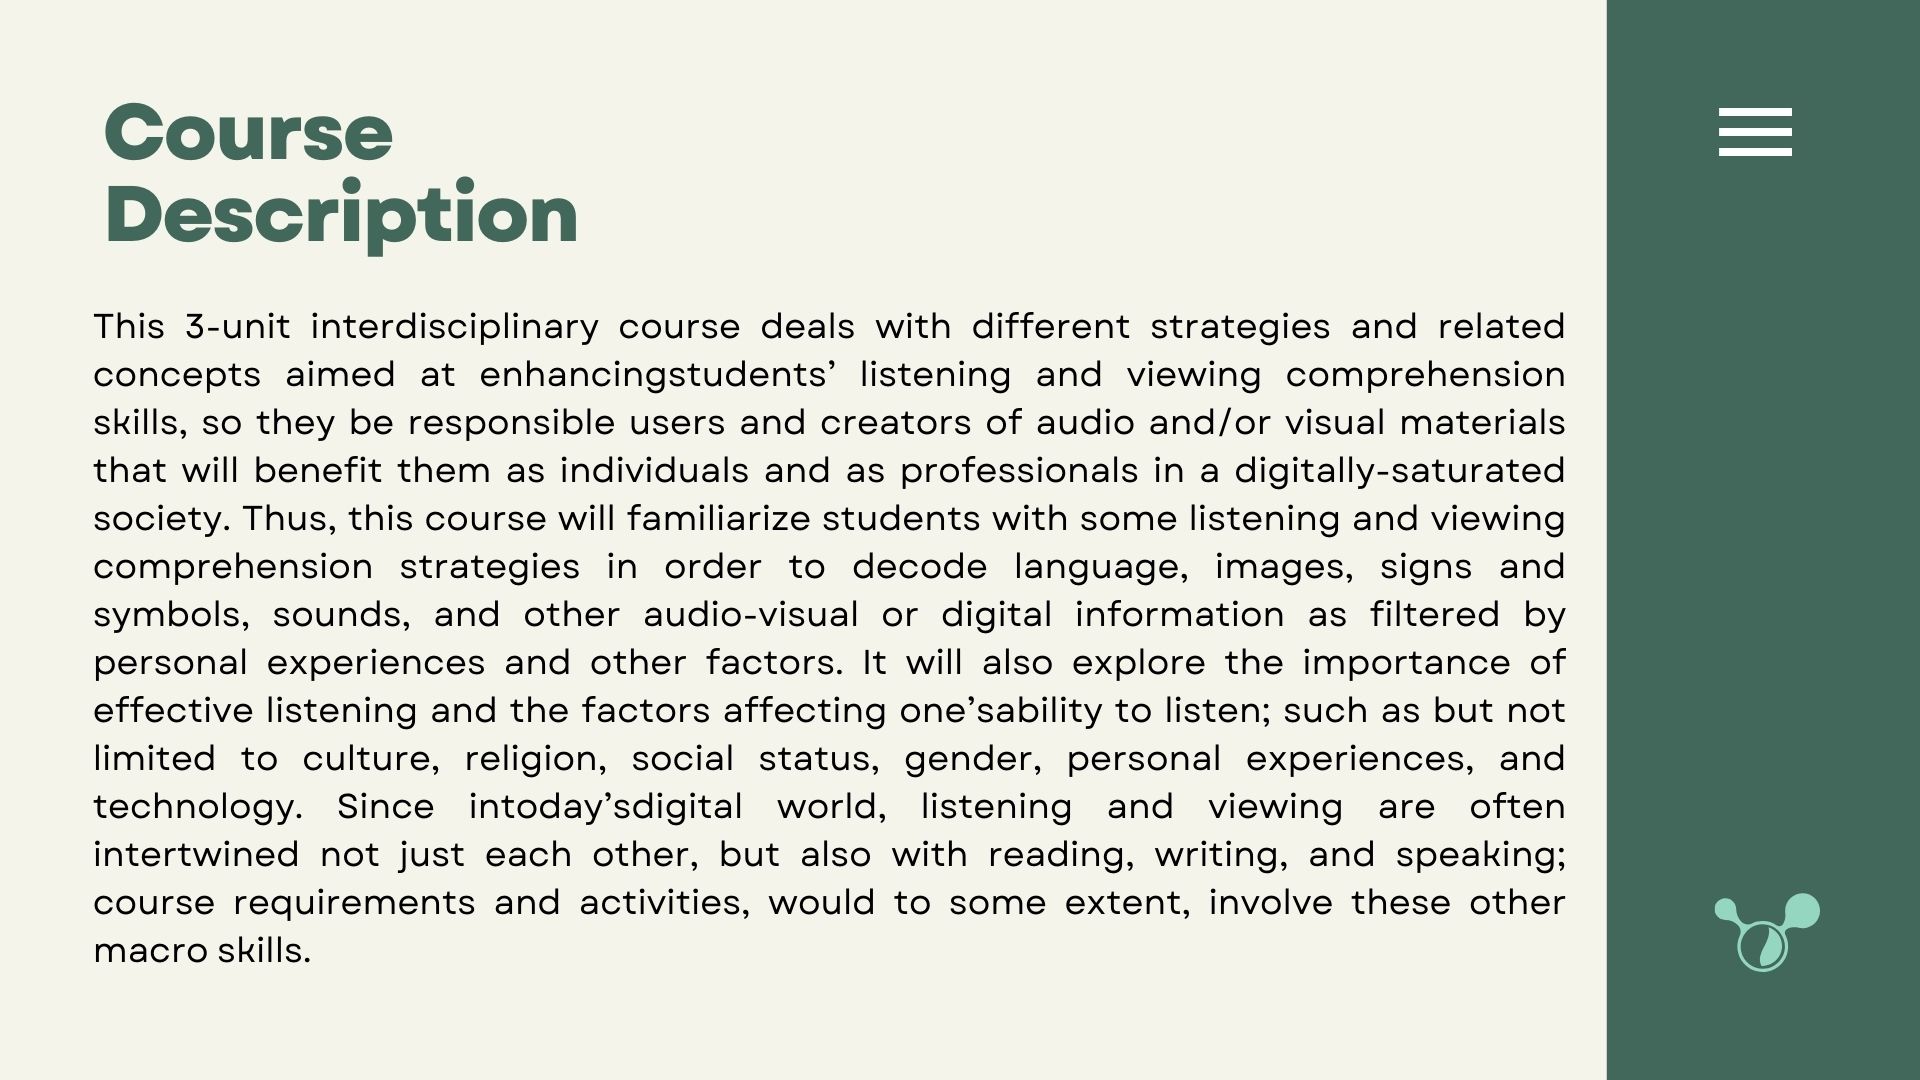 Course
Description
This 3-unit interdisciplinary course deals with different strategies and related
concepts aimed at enhancingstudents’ listening and viewing comprehension
skills, so they be responsible users and creators of audio and/or visual materials
that will benefit them as individuals and as professionals in a digitally-saturated
society. Thus, this course will familiarize students with some listening and viewing
comprehension strategies in order to decode language, images, signs and
symbols, sounds, and other audio-visual or digital information as filtered by
personal experiences and other factors. It will also explore the importance of
effective listening and the factors affecting one’sability to listen; such as but not
limited to culture, religion, social status, gender, personal experiences, and
technology. Since intoday’sdigital world, listening and viewing are often
intertwined not just each other, but also with reading, writing, and speaking;
course requirements and activities, would to some extent, involve these other
macro skills.